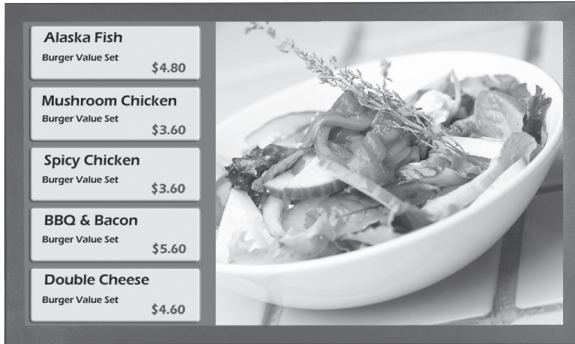 Alaska Fish
Burger Value Set
$4.80
Mushroom Chicken
Burger Value Set
$3.60
Spicy Chicken
Burger Value Set
$3.60
BBQ & Bacon
Burger Value Set
$5.60
Double Cheese
Burger Value Set
$4.60